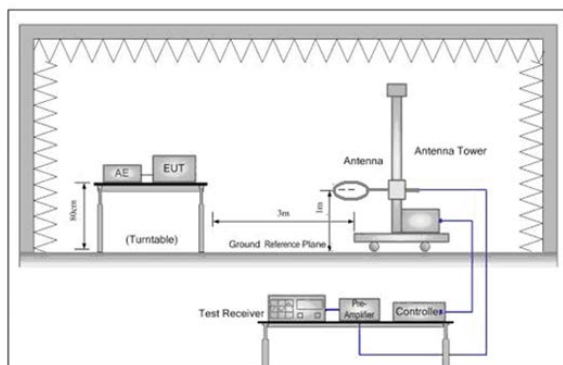 AE
EUT
80cm
(Turntable)
3m
1m
Ground Reference Plane
Antenna
Antenna Tower
Test Receiver
Pre-
Amplifier
Controller